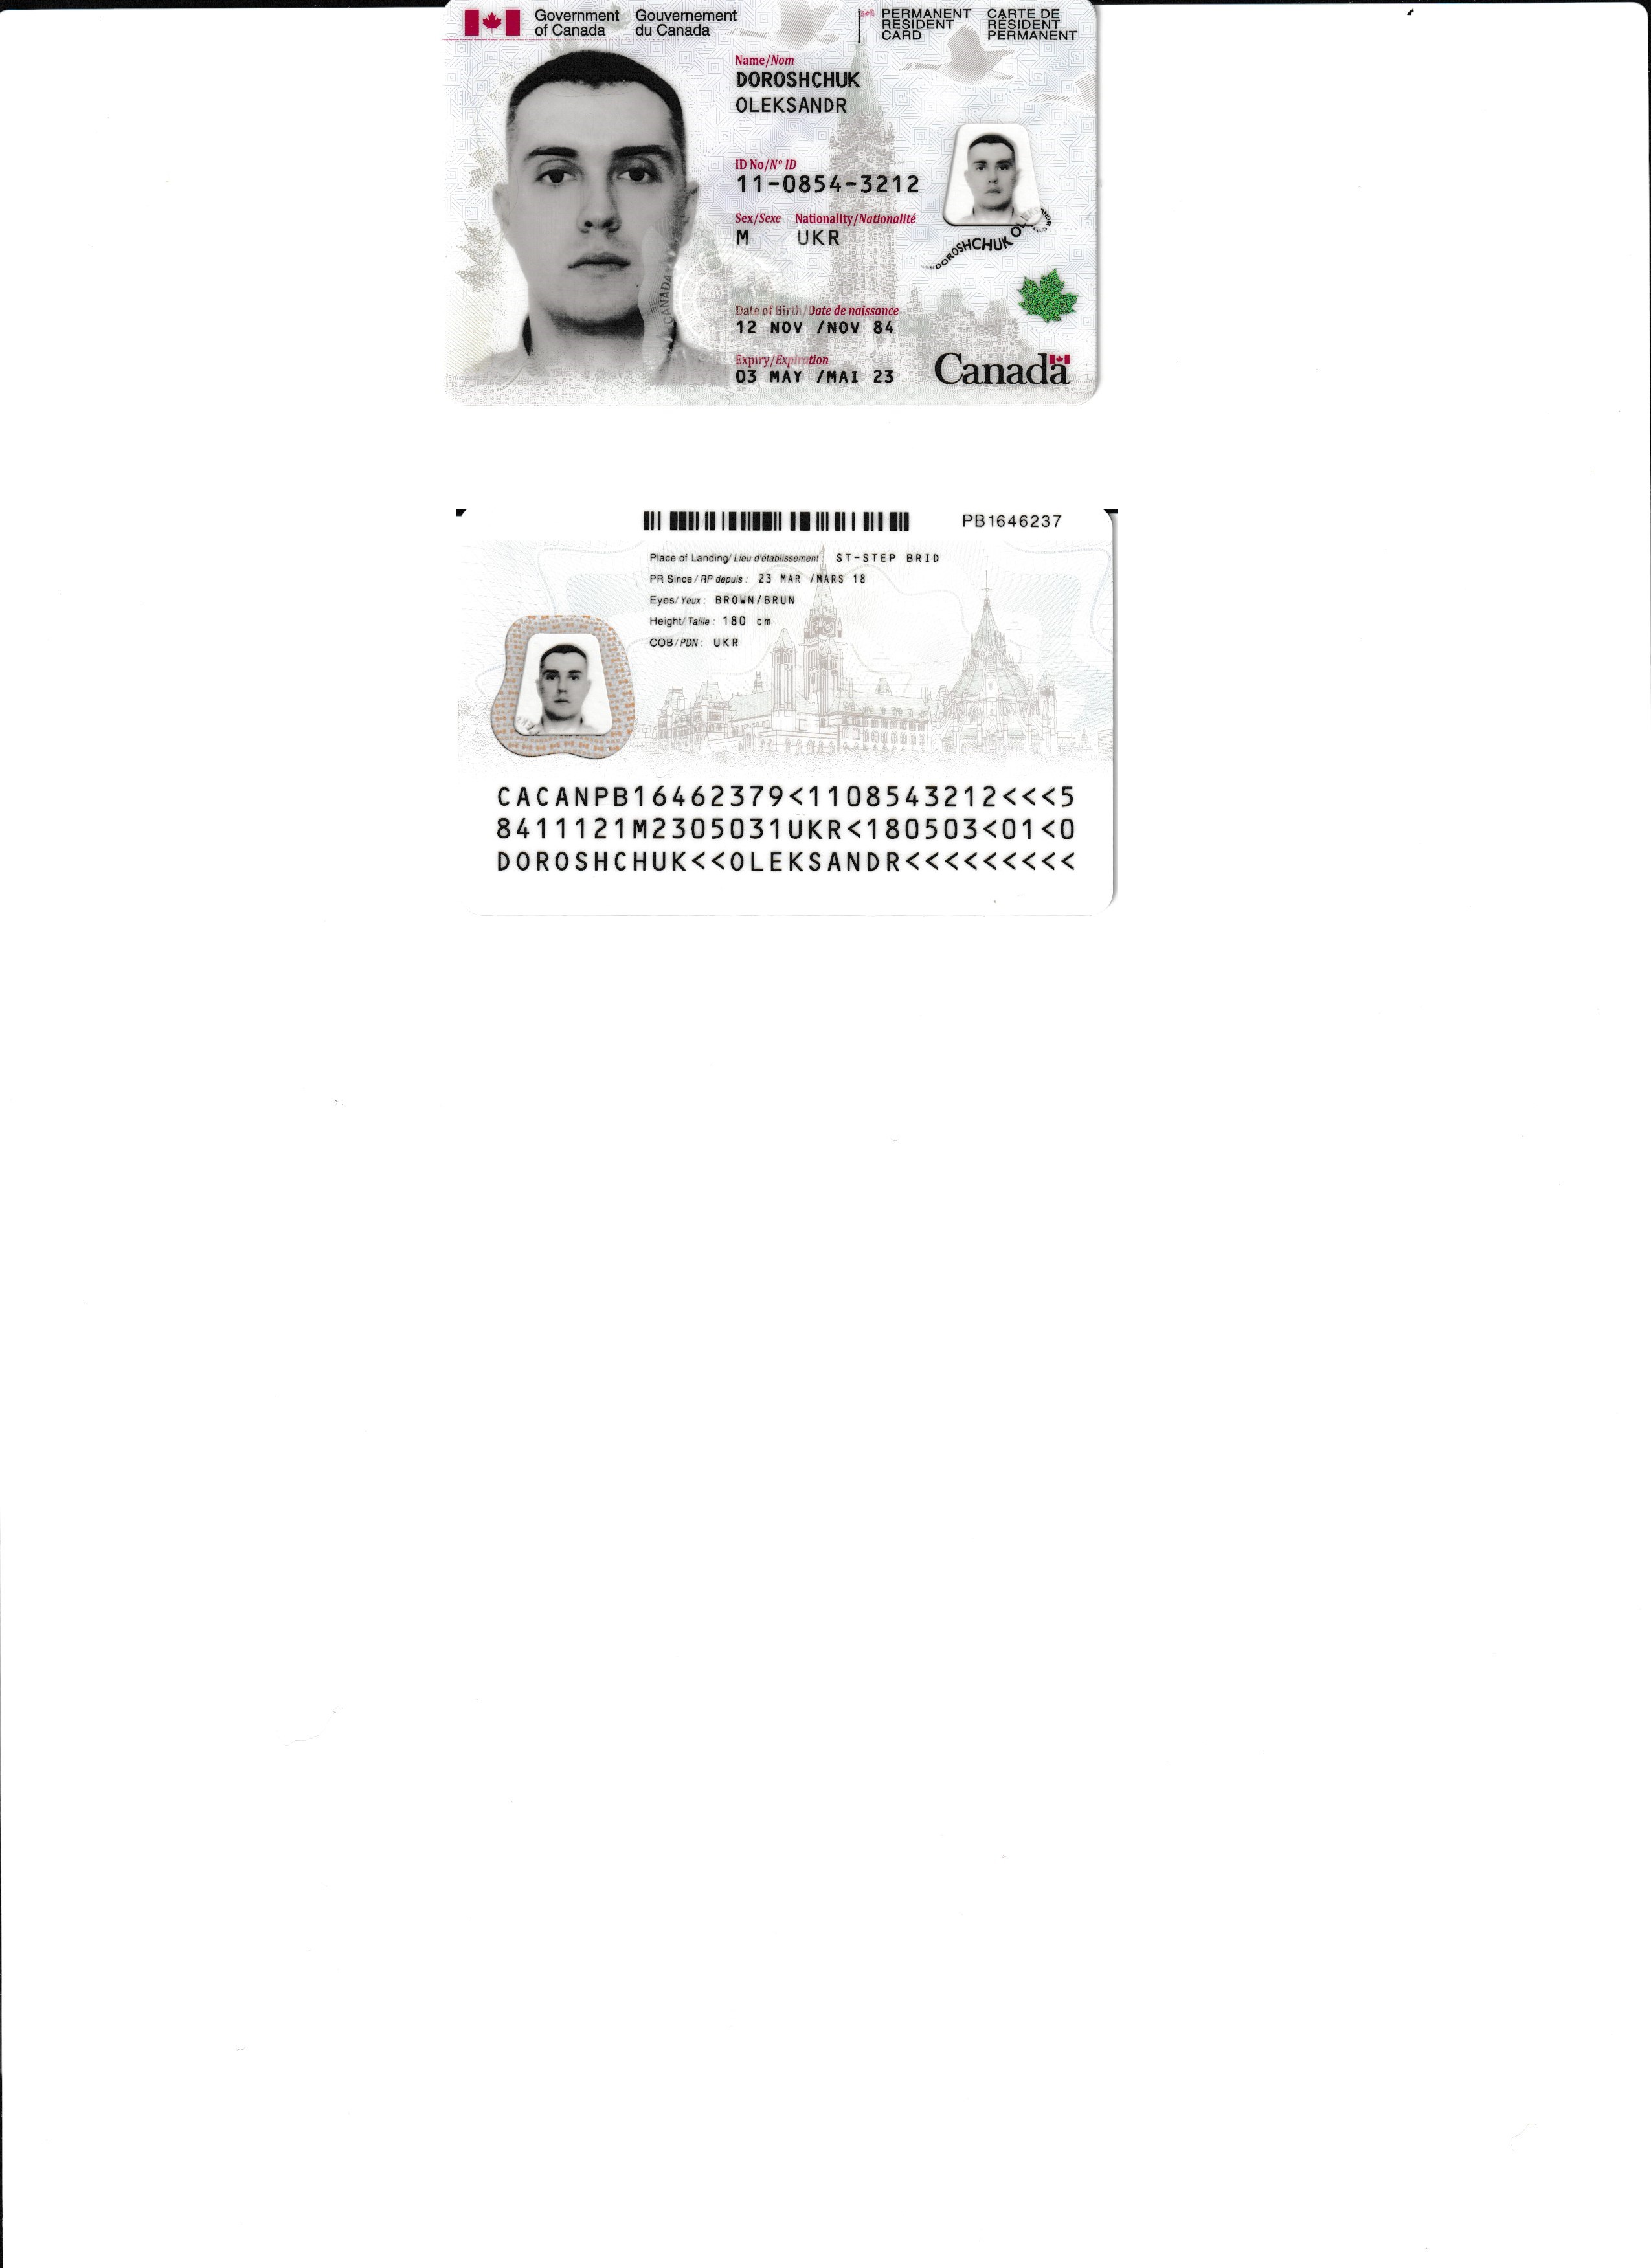 Government Gouvernement
of Canada du Canada
PERMANENT CARTE DE
RESIDENT RÉSIDENT
CARD PERMANENT
Name/Nom
DOROSHCHUK
OLEKSANDR
ID No/Nº ID
11-0854-3212
Sex/Sexe Nationality/Nationalité
M UKR
DOROSHCHUK
CANADA
Date of Birth/Date de naissance
12 NOV /NOV 84
Expiry/Expiration
03 MAY /MAI 23
Canada
PB1646237
Place of Landing/Lieu d'établissement: ST-STEP BRID
PR Since/RP depuis: 23 MAR /MARS 18
Eyes/Yeux: BROWN/BRUN
Height/Taille: 180 cm
COB/PDN: UKR
CACANPB16462379<1108543212<<<5
8411121M2305031UKR<180503<01<0
DOROSHCHUK<<OLEKSANDR<<<<<<<<<